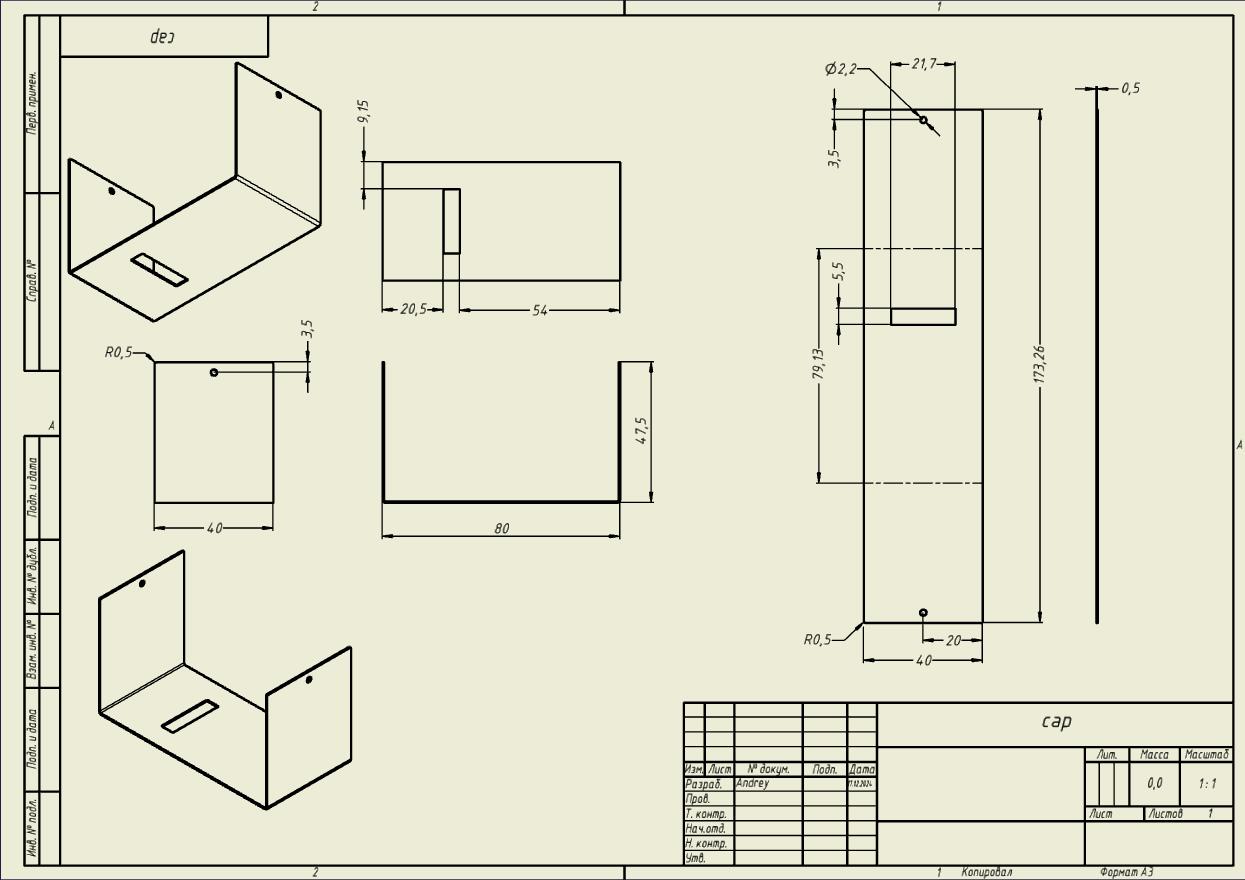 2
1
cap
Перв. примен.
Справ. №
A
Подп. и дата
Инв. № дубл.
Взам. инв. №
Подп. и дата
Инв. № подл.
9,15
20,5
54
R0,5
3,5
40
47,5
80
Ø2,2
21,7
3,5
5,5
79,13
173,26
R0,5
20
40
0,5
A
cap
Изм. Лист № докум. Подп. Дата
Разраб. Andrey
Пров.
Т. контр.
Нач.отд.
Н. контр.
Утв.
Лит. Масса Масштаб
0,0 1:1
Лист Листов 1
2
1 Копировал Формат А3